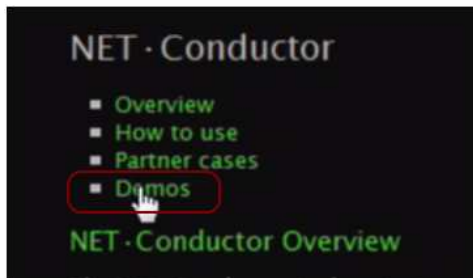 NET · Conductor
Overview
How to use
Partner cases
Demos
NET · Conductor Overview